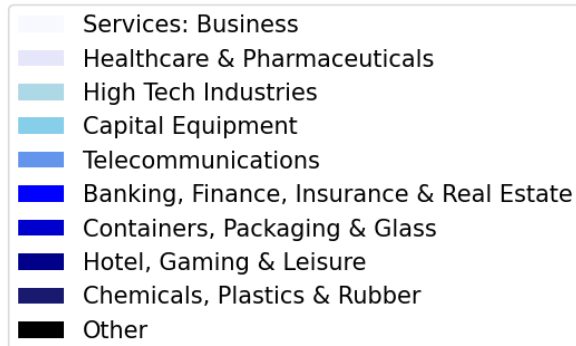 Services: Business
Healthcare & Pharmaceuticals
High Tech Industries
Capital Equipment
Telecommunications
Banking, Finance, Insurance & Real Estate
Containers, Packaging & Glass
Hotel, Gaming & Leisure
Chemicals, Plastics & Rubber
Other